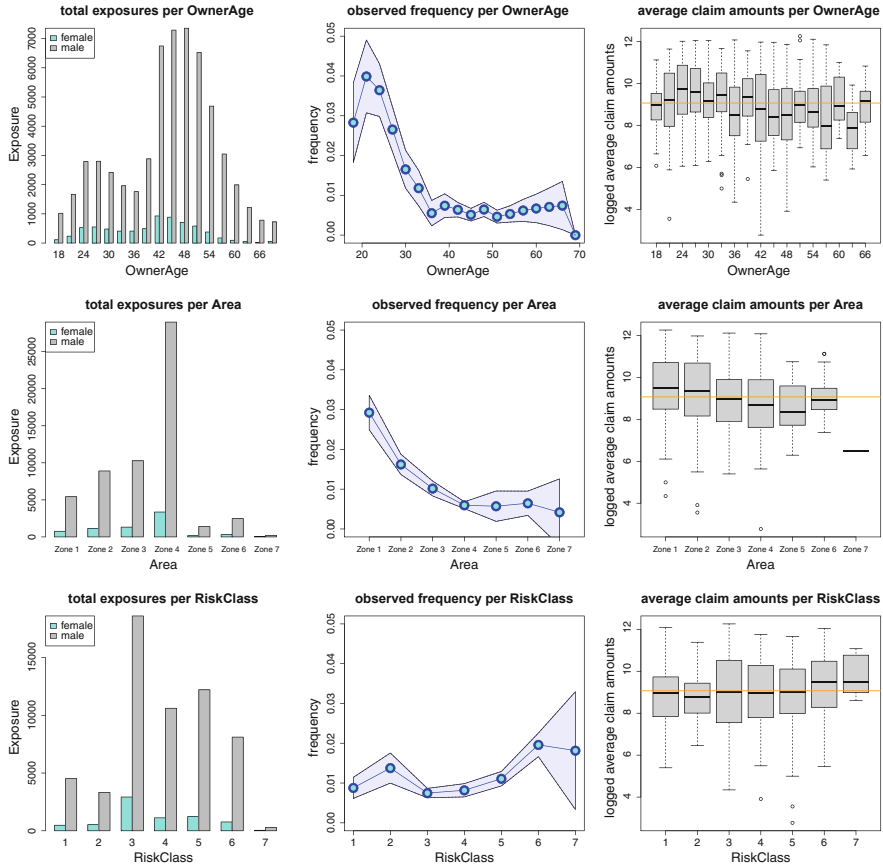 total exposures per OwnerAge
female
male
Exposure
0 1000 2000 3000 4000 5000 6000 7000
18 24 30 36 42 48 54 60 66
OwnerAge
observed frequency per OwnerAge
frequency
0.00 0.01 0.02 0.03 0.04 0.05
20 30 40 50 60 70
OwnerAge
average claim amounts per OwnerAge
logged average claim amounts
4 6 8 10 12
18 24 30 36 42 48 54 60 66
OwnerAge
total exposures per Area
female
male
Exposure
0 5000 10000 15000 20000 25000
Zone 1 Zone 2 Zone 3 Zone 4 Zone 5 Zone 6 Zone 7
Area
observed frequency per Area
frequency
0.00 0.01 0.02 0.03 0.04 0.05
Zone 1 Zone 2 Zone 3 Zone 4 Zone 5 Zone 6 Zone 7
Area
average claim amounts per Area
logged average claim amounts
4 6 8 10 12
Zone 1 Zone 2 Zone 3 Zone 4 Zone 5 Zone 6 Zone 7
Area
total exposures per RiskClass
female
male
Exposure
0 5000 10000 15000
1 2 3 4 5 6 7
RiskClass
observed frequency per RiskClass
frequency
0.00 0.01 0.02 0.03 0.04 0.05
1 2 3 4 5 6 7
RiskClass
average claim amounts per RiskClass
logged average claim amounts
4 6 8 10 12
1 2 3 4 5 6 7
RiskClass